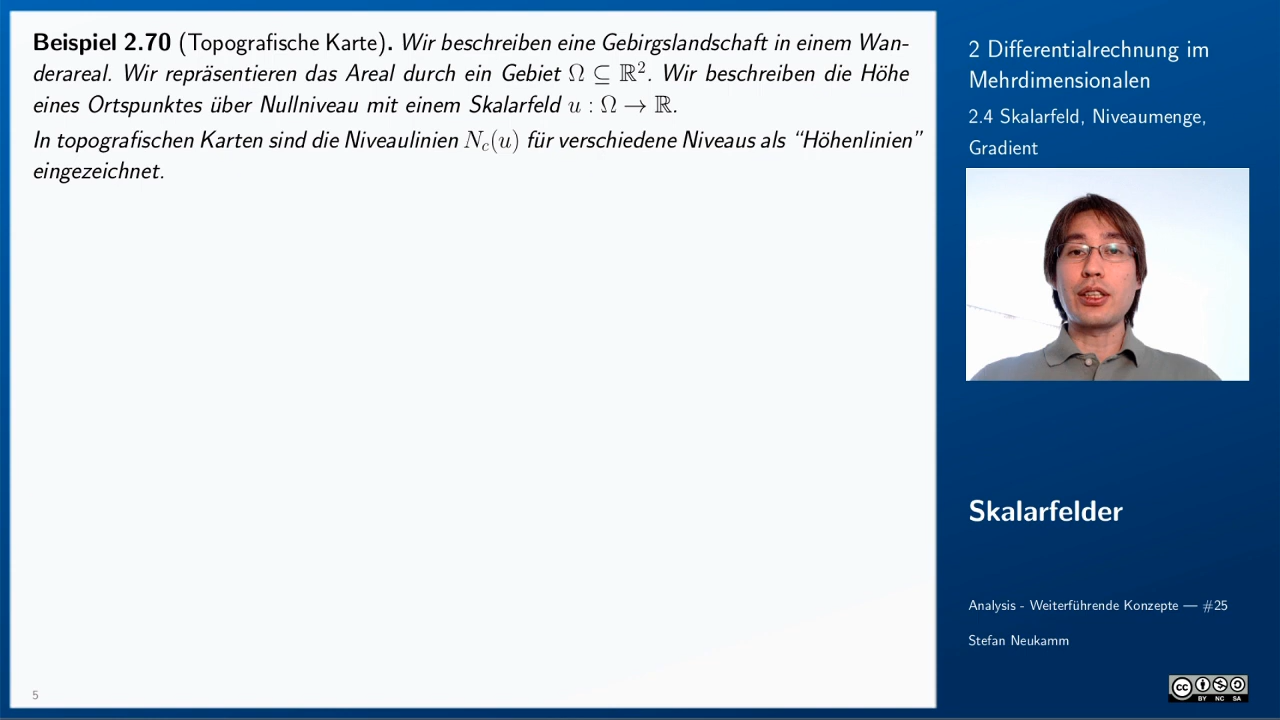 Beispiel 2.70 (Topografische Karte). Wir beschreiben eine Gebirgslandschaft in einem Wan-
derareal. Wir repräsentieren das Areal durch ein Gebiet Ω ⊆ ℝ². Wir beschreiben die Höhe
eines Ortspunktes über Nullniveau mit einem Skalarfeld u : Ω → ℝ.
In topografischen Karten sind die Niveaulinien N_c(u) für verschiedene Niveaus als “Höhenlinien”
eingezeichnet.
5
2 Differentialrechnung im
Mehrdimensionalen
2.4 Skalarfeld, Niveaumenge,
Gradient
Skalarfelder
Analysis - Weiterführende Konzepte — #25
Stefan Neukamm
cc BY NC SA